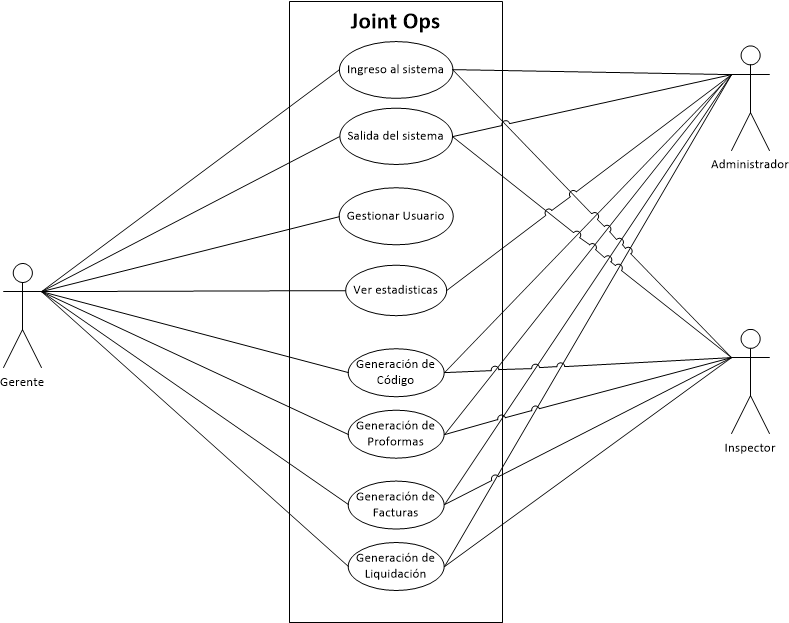 Joint Ops
Ingreso al sistema
Salida del sistema
Gestionar Usuario
Ver estadisticas
Generación de
Código
Generación de
Proformas
Generación de
Facturas
Generación de
Liquidación
Gerente
Administrador
Inspector